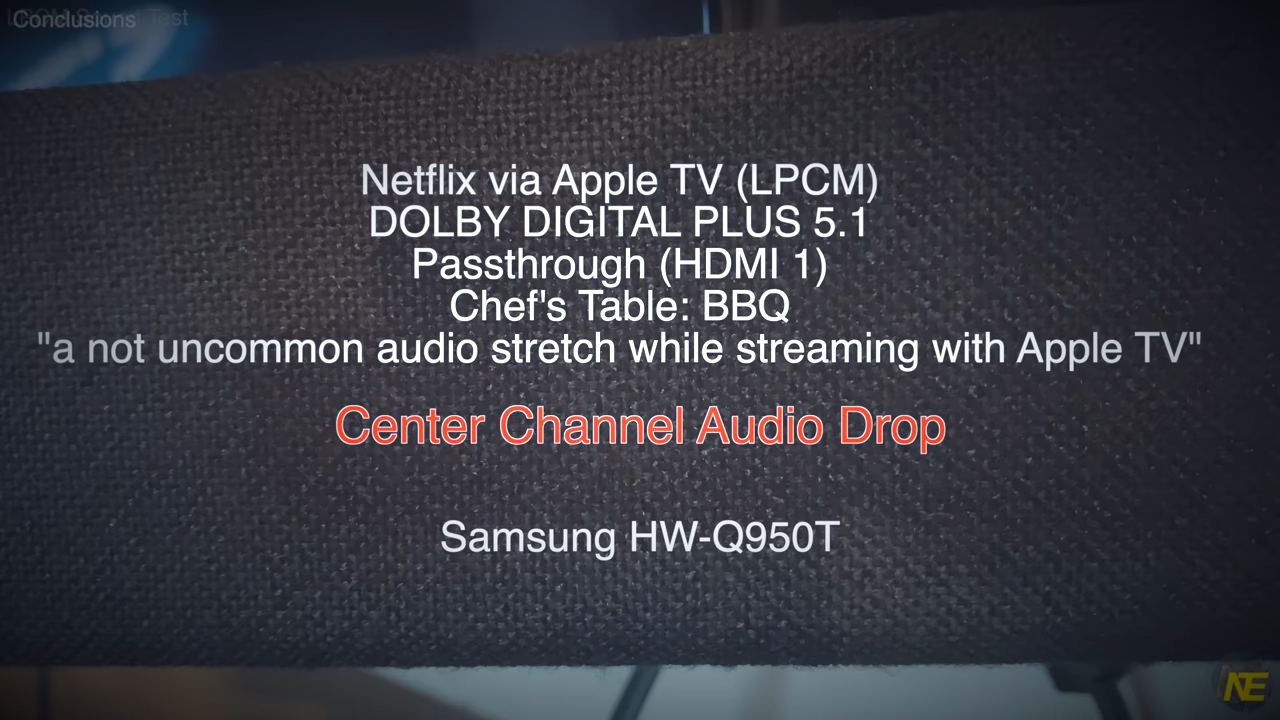 Conclusions
Netflix via Apple TV (LPCM)
DOLBY DIGITAL PLUS 5.1
Passthrough (HDMI 1)
Chef's Table: BBQ
"a not uncommon audio stretch while streaming with Apple TV"
Center Channel Audio Drop
Samsung HW-Q950T
NE